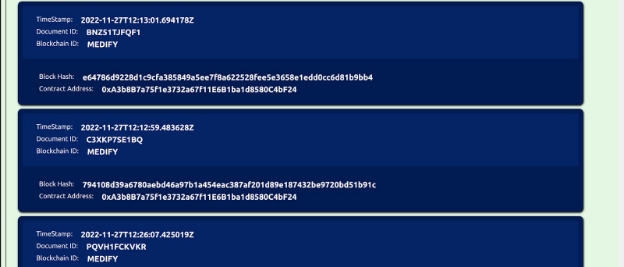 TimeStamp: 2022-11-27T12:13:01.694178Z
Document ID: BNZS1TJFQF1
Blockchain ID: MEDIFY
Block Hash: e64786d9228d1c9cfa385849a5ee7f8a622528fee5e3658e1edd0cc6d81b9bb4
Contract Address: 0xA3b8B7a75f1e3732a67f11E6B1ba1d8580C4bF24
TimeStamp: 2022-11-27T12:12:59.483628Z
Document ID: C3XKP7SE1BQ
Blockchain ID: MEDIFY
Block Hash: 794108d39a6780aebd46a97b1a454eac387af201d89e187432be9720bd51b91c
Contract Address: 0xA3b8B7a75f1e3732a67f11E6B1ba1d8580C4bF24
TimeStamp: 2022-11-27T12:26:07.425019Z
Document ID: PQVH1FCKVKR
Blockchain ID: MEDIFY